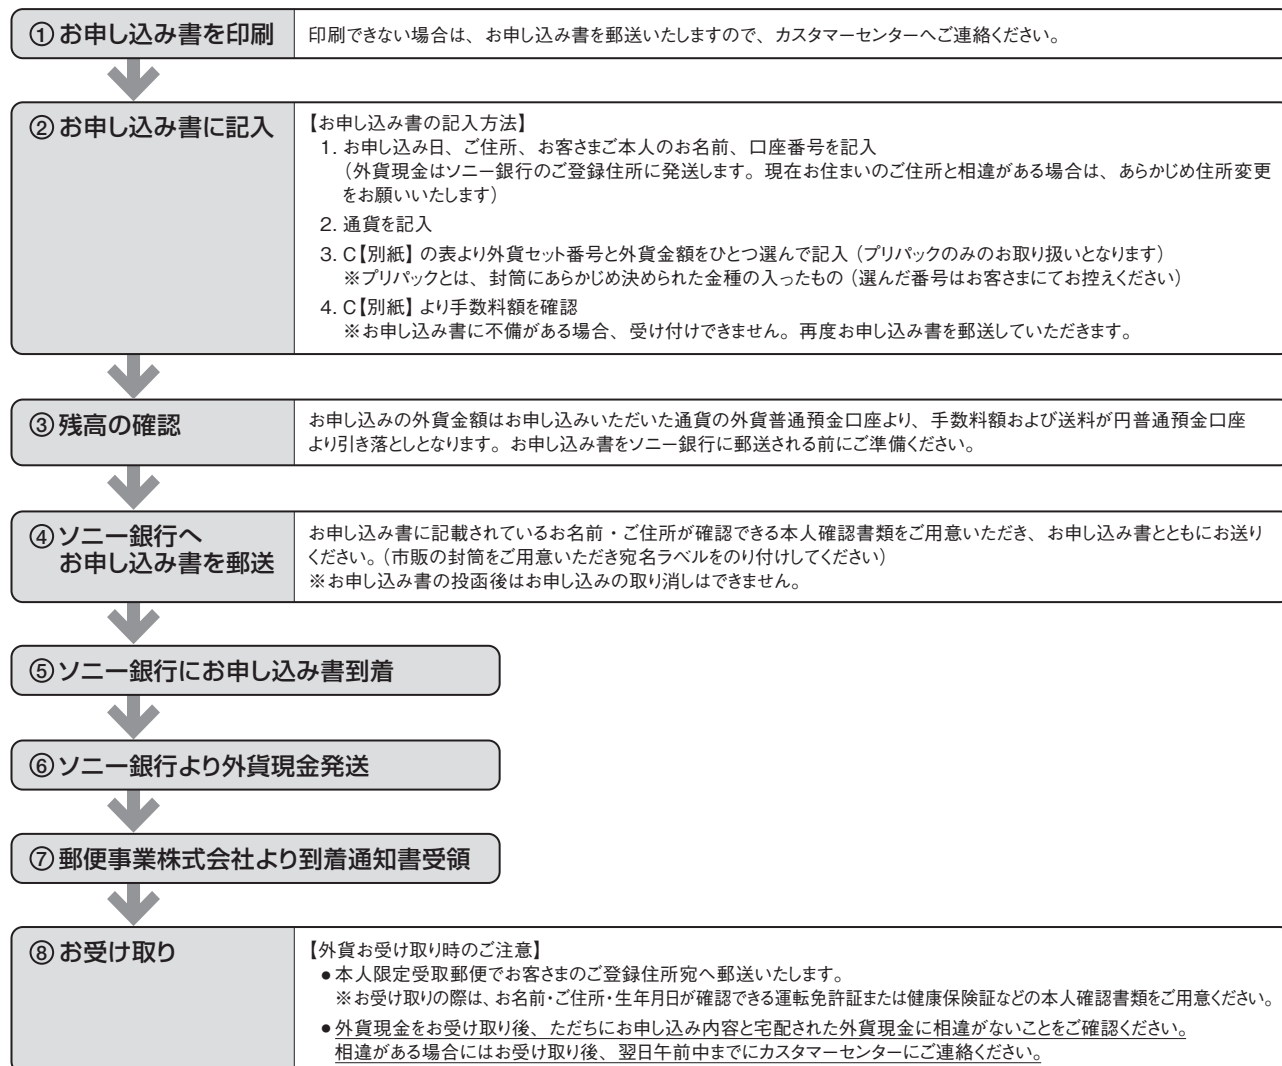 ①お申し込み書を印刷
印刷できない場合は、お申し込み書を郵送いたしますので、カスタマーセンターへご連絡ください。
②お申し込み書に記入
【お申し込み書の記入方法】
1. お申し込み日、ご住所、お客さまご本人のお名前、口座番号を記入
（外貨現金はソニー銀行のご登録住所に発送します。現在お住まいのご住所と相違がある場合は、あらかじめ住所変更
をお願いいたします）
2. 通貨を記入
3. C【別紙】の表より外貨セット番号と外貨金額をひとつ選んで記入（プリパックのみのお取り扱いとなります）
※プリパックとは、封筒にあらかじめ決められた金種の入ったもの（選んだ番号はお客さまにてお控えください）
4. C【別紙】より手数料額を確認
※お申し込み書に不備がある場合、受け付けできません。再度お申し込み書を郵送していただきます。
③残高の確認
お申し込みの外貨金額はお申し込みいただいた通貨の外貨普通預金口座より、手数料額および送料が円普通預金口座
より引き落としとなります。お申し込み書をソニー銀行に郵送される前にご準備ください。
④ソニー銀行へ
お申し込み書を郵送
お申し込み書に記載されているお名前・ご住所が確認できる本人確認書類をご用意いただき、お申し込み書とともにお送り
ください。（市販の封筒をご用意いただき宛名ラベルをのり付けしてください）
※お申し込み書の投函後はお申し込みの取り消しはできません。
⑤ソニー銀行にお申し込み書到着
⑥ソニー銀行より外貨現金発送
⑦郵便事業株式会社より到着通知書受領
⑧お受け取り
【外貨お受け取り時のご注意】
●本人限定受取郵便でお客さまのご登録住所宛へ郵送いたします。
※お受け取りの際は、お名前・ご住所・生年月日が確認できる運転免許証または健康保険証などの本人確認書類をご用意ください。
●外貨現金をお受け取り後、ただちにお申し込み内容と宅配された外貨現金に相違がないことをご確認ください。
相違がある場合にはお受け取り後、翌日午前中までにカスタマーセンターにご連絡ください。